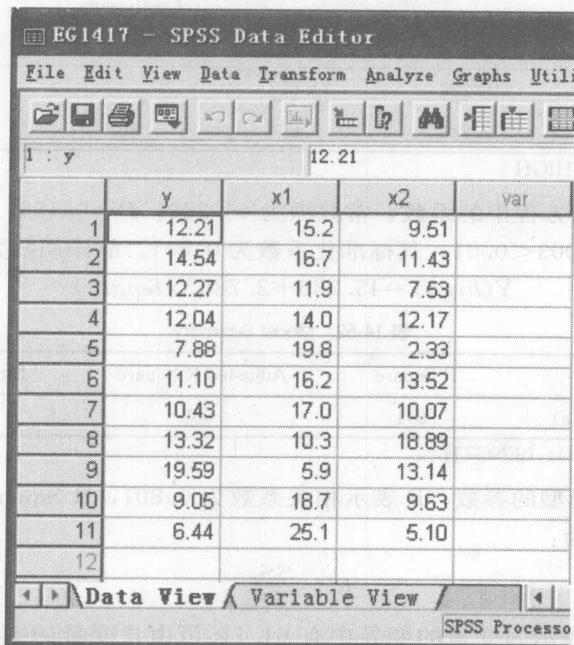 EG1417 - SPSS Data Editor
File Edit View Data Transform Analyze Graphs Utili
1 : y 12.21
y x1 x2 var
1 12.21 15.2 9.51
2 14.54 16.7 11.43
3 12.27 11.9 7.53
4 12.04 14.0 12.17
5 7.88 19.8 2.33
6 11.10 16.2 13.52
7 10.43 17.0 10.07
8 13.32 10.3 18.89
9 19.59 5.9 13.14
10 9.05 18.7 9.63
11 6.44 25.1 5.10
12
Data View Variable View
SPSS Processo